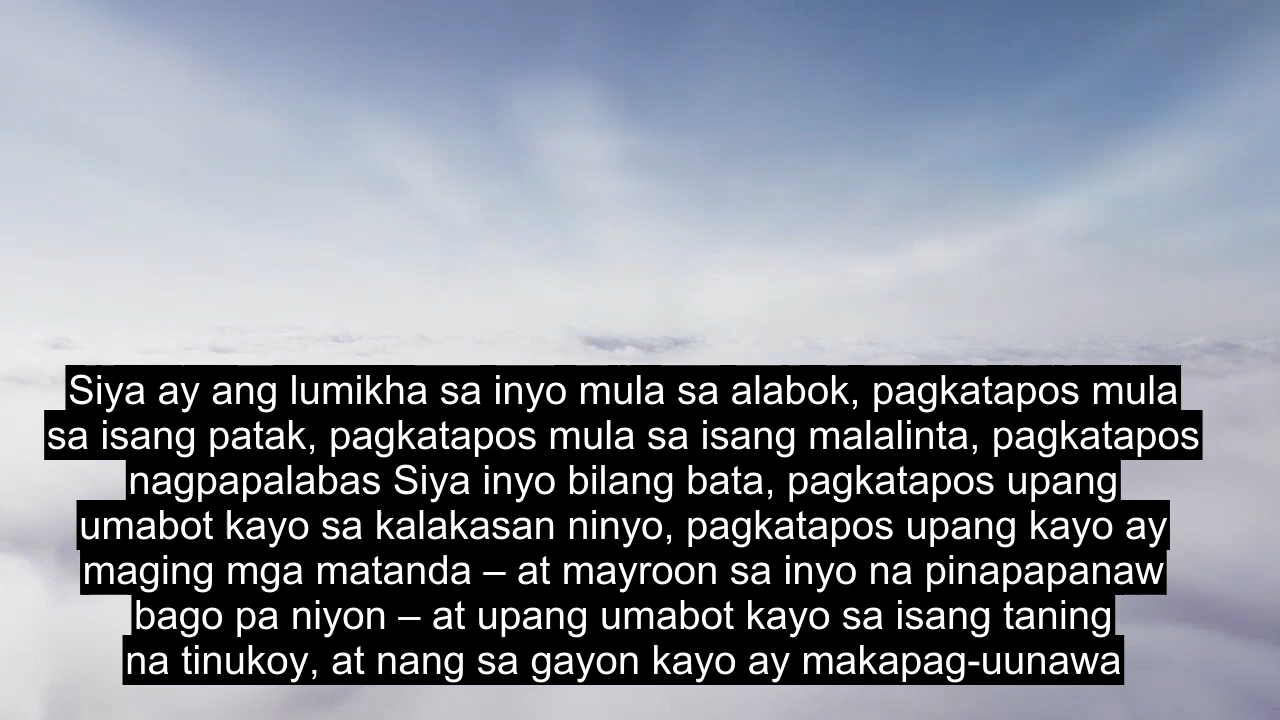 Siya ay ang lumikha sa inyo mula sa alabok, pagkatapos mula
sa isang patak, pagkatapos mula sa isang malalinta, pagkatapos
nagpapalabas Siya inyo bilang bata, pagkatapos upang
umabot kayo sa kalakasan ninyo, pagkatapos upang kayo ay
maging mga matanda – at mayroon sa inyo na pinapapanaw
bago pa niyon – at upang umabot kayo sa isang taning
na tinukoy, at nang sa gayon kayo ay makapag-uunawa